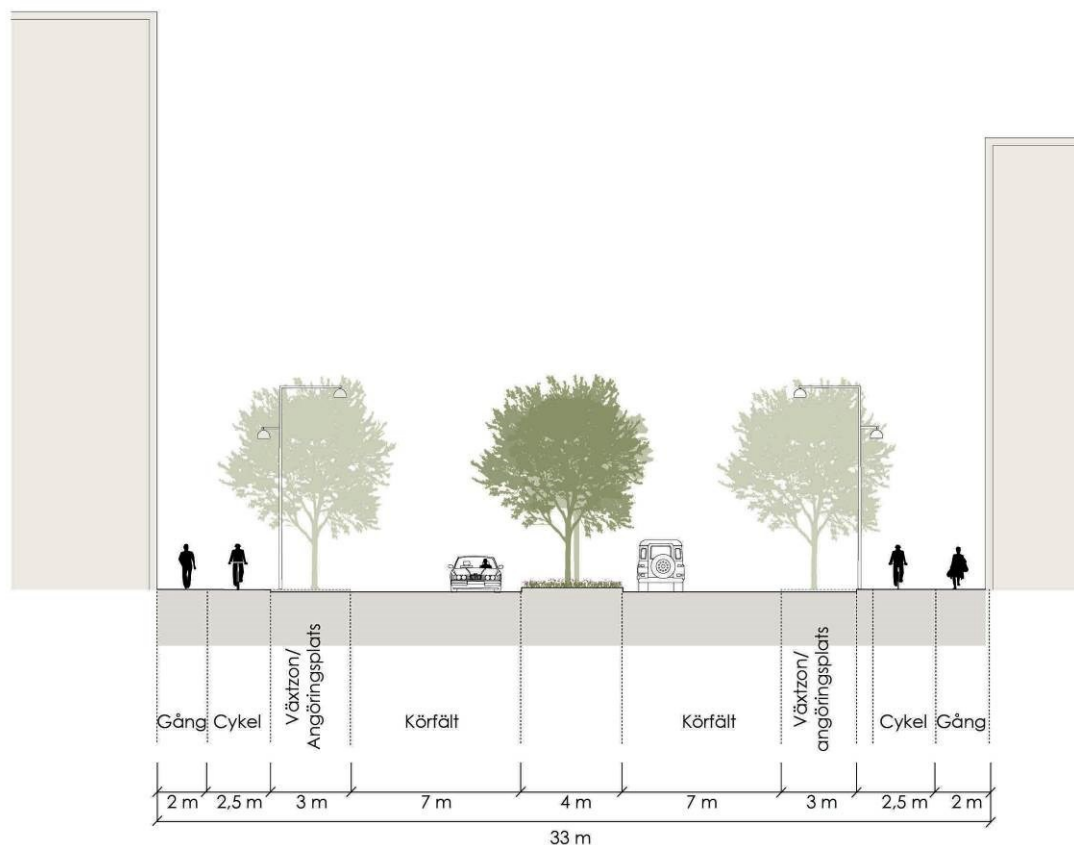 Gång
Cykel
Växtzon/
Angöringsplats
Körfält
Körfält
Växtzon/
angöringsplats
Cykel
Gång
2 m
2,5 m
3 m
7 m
4 m
7 m
3 m
2,5 m
2 m
33 m